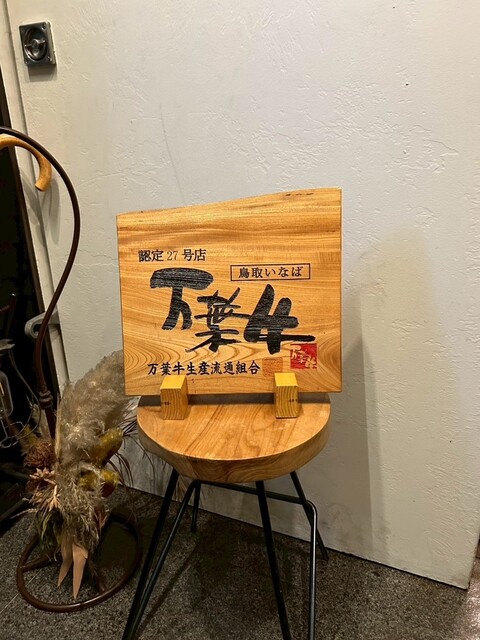 認定27号店
鳥取いなば
万葉牛
万葉牛生産流通組合